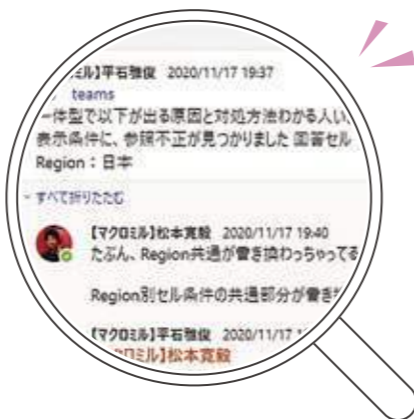 ミル】平石雅俊 2020/11/17 19:37
teams
一体型で以下が出る原因と対処方法わかる人い、
表示条件に、参照不正が見つかりました 回答セル
Region：日本
すべて折りたたむ
【マクロミル】松本寛毅 2020/11/17 19:40
たぶん、Region共通が書き換わっちゃってる
Region別セル条件の共通部分が書き
【マクロミル】平石雅俊 2020/11/17
ロミル】松本寛毅